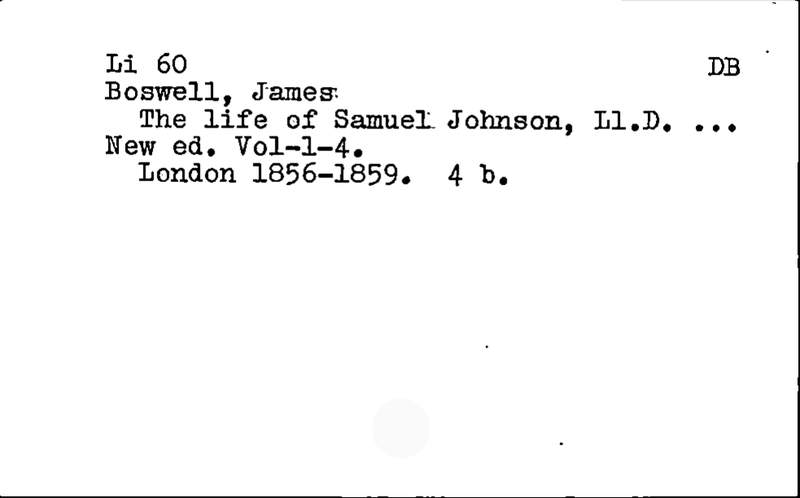 Li 60 DB
Boswell, James
The life of Samuel Johnson, Ll.D. ...
New ed. Vol-1-4.
London 1856-1859. 4 b.